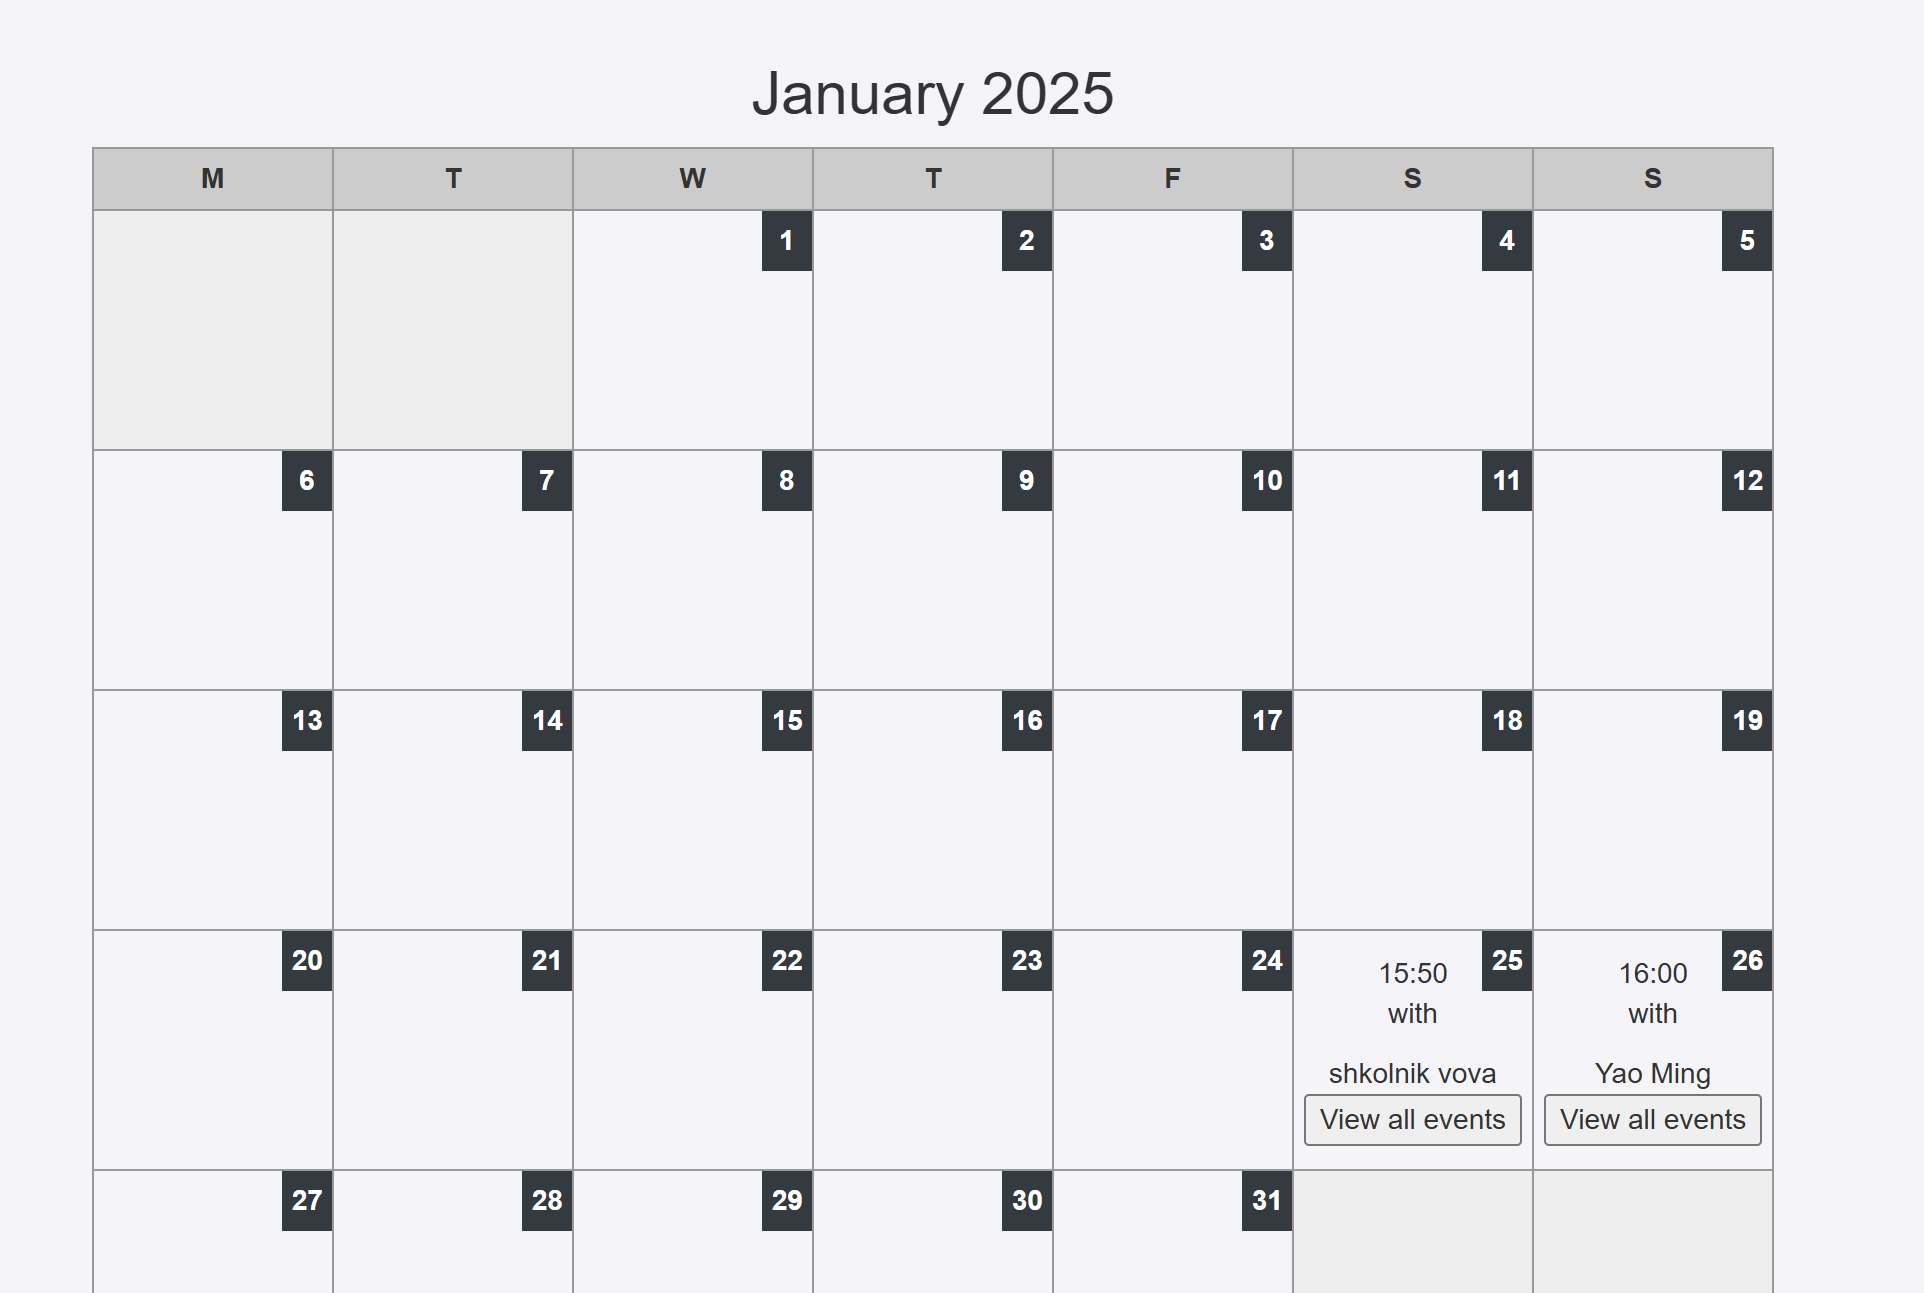 January 2025
M T W T F S S
1 2 3 4 5
6 7 8 9 10 11 12
13 14 15 16 17 18 19
20 21 22 23 24 25 26
15:50
with
shkolnik vova
View all events
16:00
with
Yao Ming
View all events
27 28 29 30 31